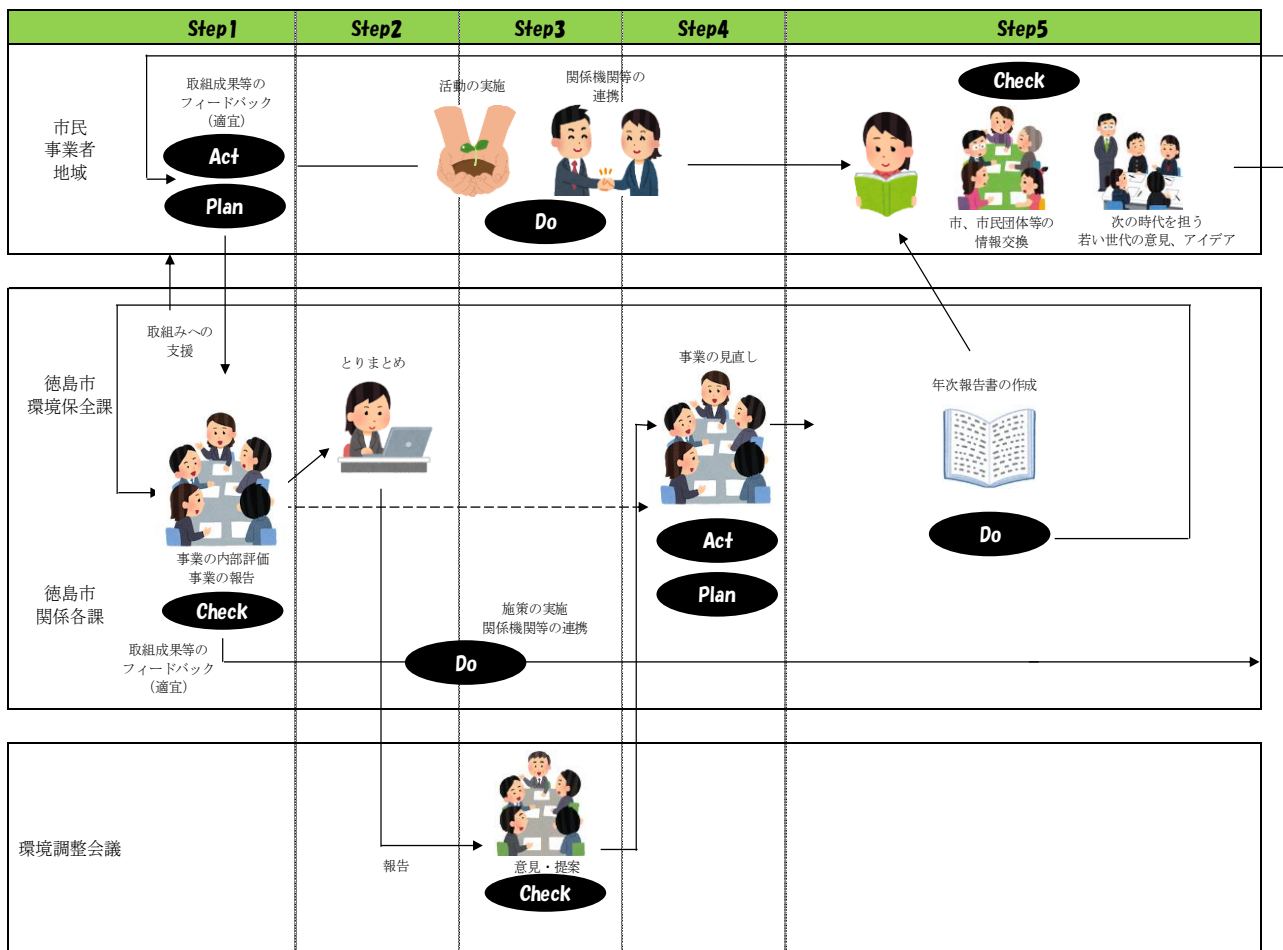 Step1
Step2
Step3
Step4
Step5
市民
事業者
地域
取組成果等の
フィードバック
（適宜）
Act
Plan
活動の実施
関係機関等の
連携
Do
Check
市、市民団体等の
情報交換
次の時代を担う
若い世代の意見、アイデア
徳島市
環境保全課
徳島市
関係各課
取組みへの
支援
事業の内部評価
事業の報告
Check
取組成果等の
フィードバック
（適宜）
とりまとめ
施策の実施
関係機関等の連携
Do
事業の見直し
Act
Plan
年次報告書の作成
Do
環境調整会議
報告
意見・提案
Check